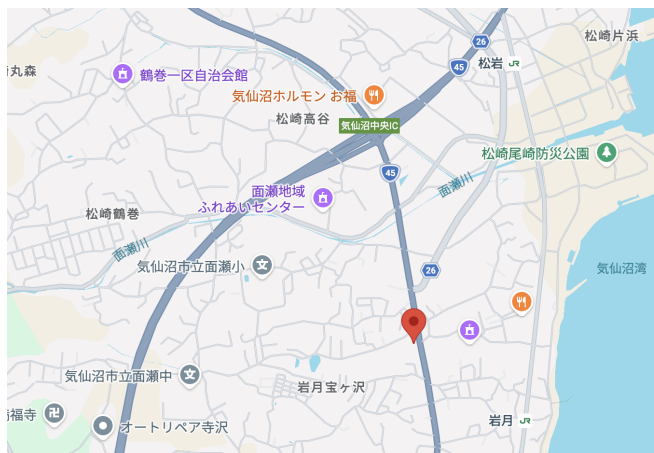 26
松崎片浜
45
松岩 JR
丸森
鶴巻一区自治会館
気仙沼ホルモン お福
松崎高谷
気仙沼中央IC
松崎尾崎防災公園
45
面瀬川
面瀬地域
ふれあいセンター
松崎鶴巻
面瀬川
気仙沼市立面瀬小
文
26
気仙沼湾
気仙沼市立面瀬中
文
岩月宝ヶ沢
福寺
卍
オートリペア寺沢
岩月 JR